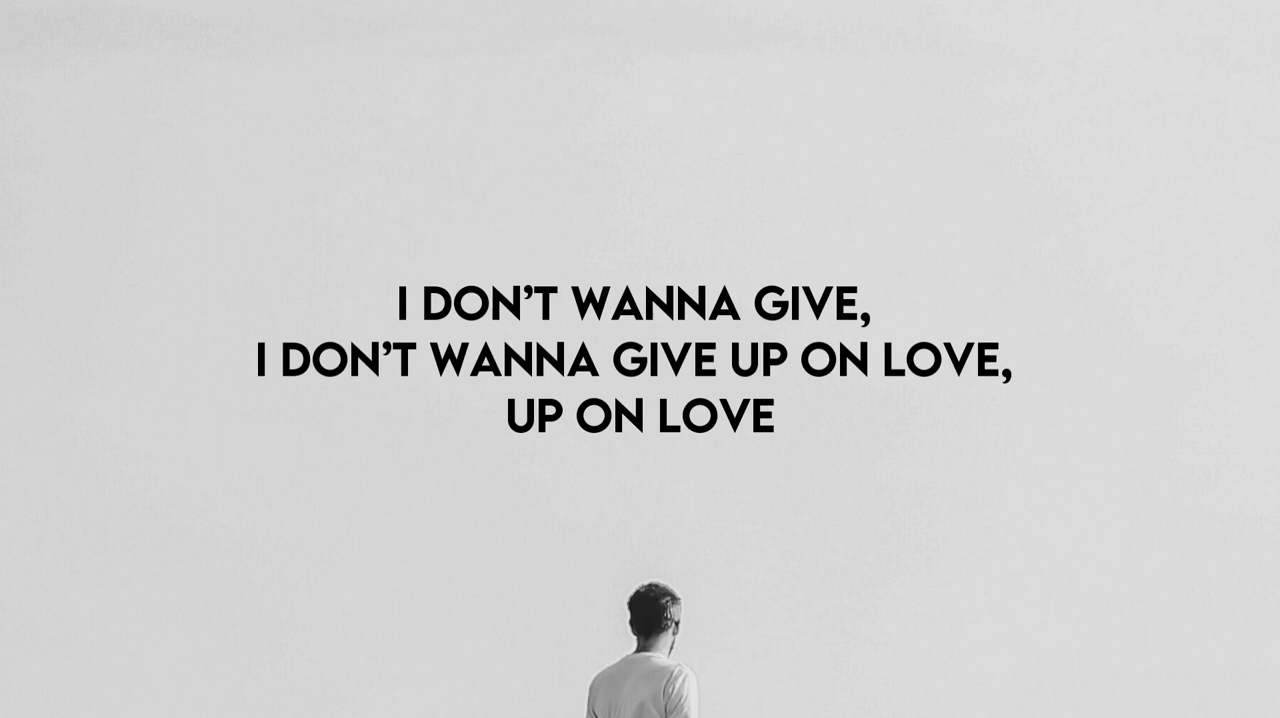 I DON’T WANNA GIVE,
I DON’T WANNA GIVE UP ON LOVE,
UP ON LOVE